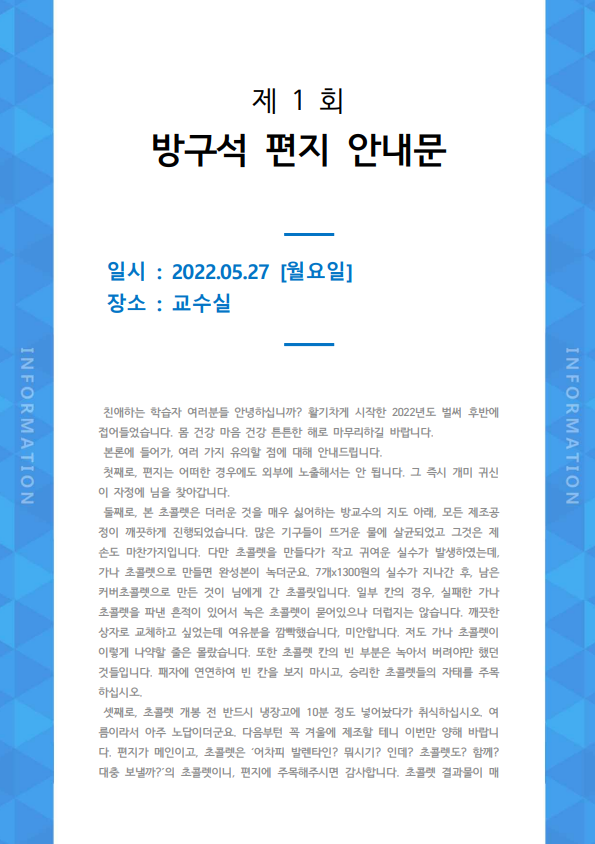 제 1 회
방구석 편지 안내문
일시 : 2022.05.27 [월요일]
장소 : 교수실
INFORMATION
INFORMATION
친애하는 학습자 여러분들 안녕하십니까? 활기차게 시작한 2022년도 벌써 후반에
접어들었습니다. 몸 건강 마음 건강 튼튼한 해로 마무리하길 바랍니다.
본론에 들어가, 여러 가지 유의할 점에 대해 안내드립니다.
첫째로, 편지는 어떠한 경우에도 외부에 노출해서는 안 됩니다. 그 즉시 개미 귀신
이 자정에 님을 찾아갑니다.
둘째로, 본 초콜렛은 더러운 것을 매우 싫어하는 방교수의 지도 아래, 모든 제조공
정이 깨끗하게 진행되었습니다. 많은 기구들이 뜨거운 물에 살균되었고 그것은 제
손도 마찬가지입니다. 다만 초콜렛을 만들다가 작고 귀여운 실수가 발생하였는데,
가나 초콜렛으로 만들면 완성본이 녹더군요. 7개x1300원의 실수가 지나간 후, 남은
커버초콜렛으로 만든 것이 님에게 간 초콜릿입니다. 일부 칸의 경우, 실패한 가나
초콜렛을 파낸 흔적이 있어서 녹은 초콜렛이 묻어있으나 더럽지는 않습니다. 깨끗한
상자로 교체하고 싶었는데 여유분을 깜빡했습니다, 미안합니다. 저도 가나 초콜렛이
이렇게 나약할 줄은 몰랐습니다. 또한 초콜렛 칸의 빈 부분은 녹아서 버려야만 했던
것들입니다. 패자에 연연하여 빈 칸을 보지 마시고, 승리한 초콜렛들의 자태를 주목
하십시오.
셋째로, 초콜렛 개봉 전 반드시 냉장고에 10분 정도 넣어놨다가 취식하십시오. 여
름이라서 아주 노답이더군요. 다음부턴 꼭 겨울에 제조할 테니 이번만 양해 바랍니
다. 편지가 메인이고, 초콜렛은 '어차피 발렌타인? 뭐시기? 인데? 초콜렛도? 함께?
대충 보낼까?'의 초콜렛이니, 편지에 주목해주시면 감사합니다. 초콜렛 결과물이 매